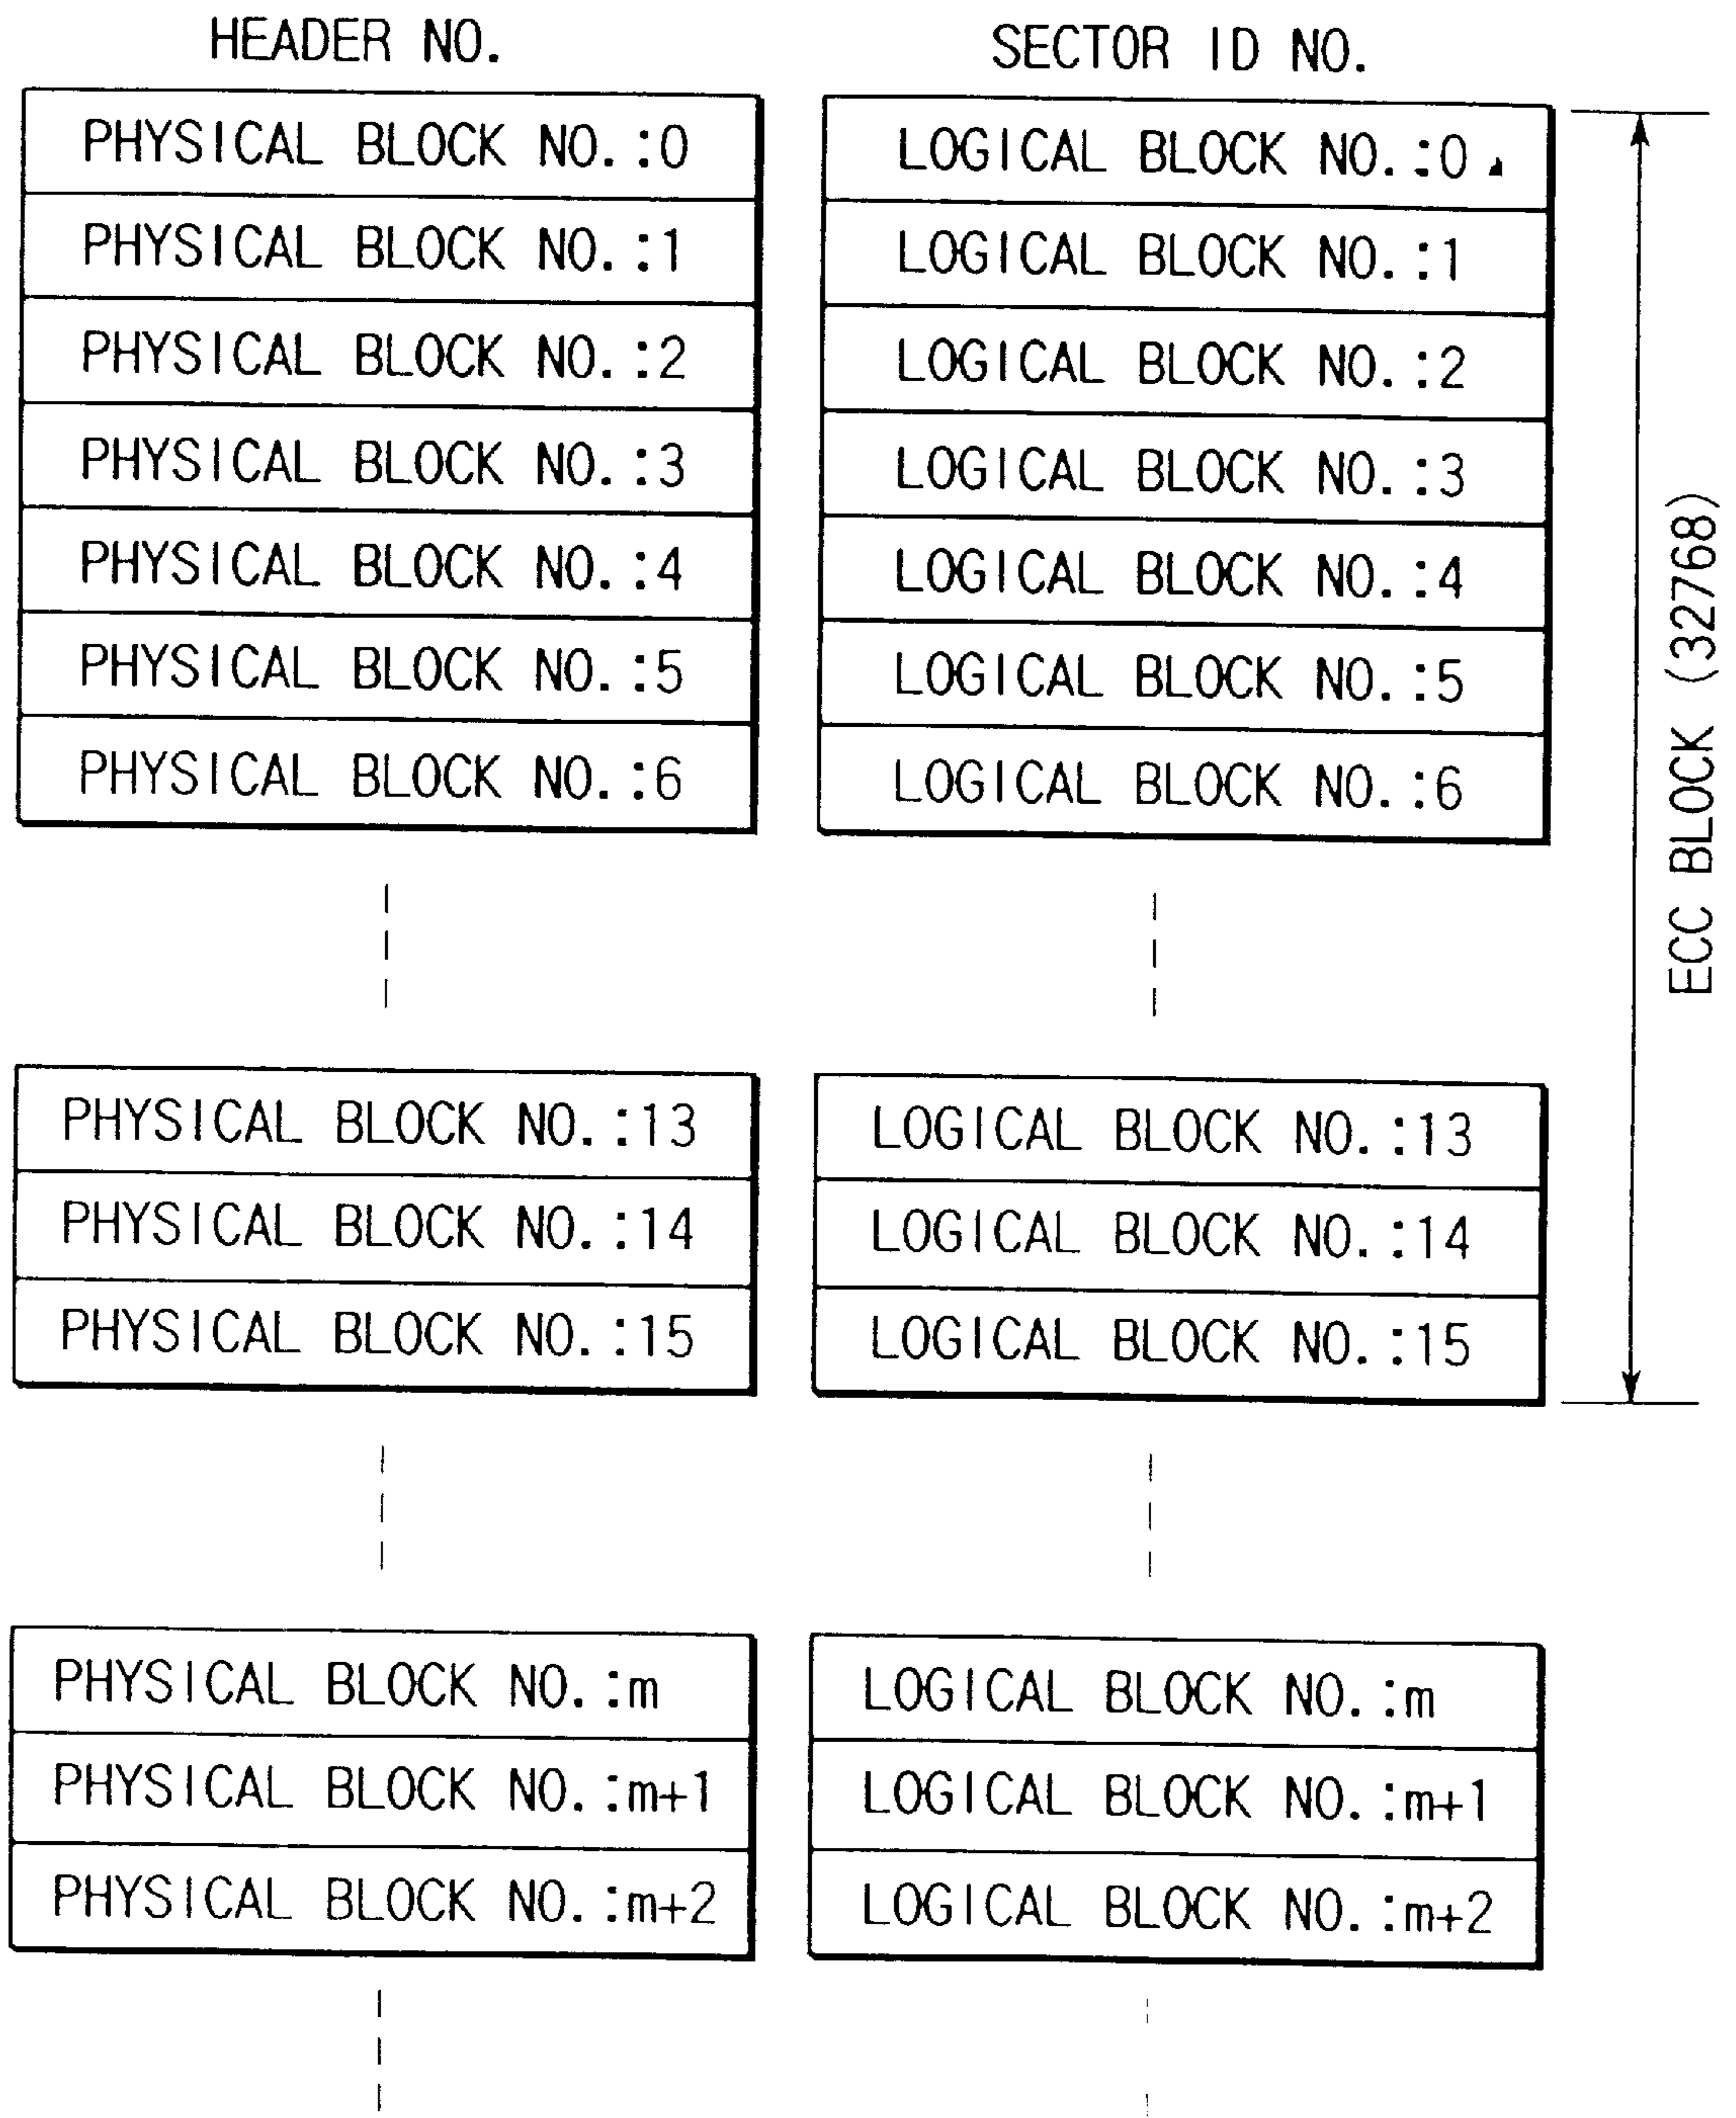 HEADER NO.
PHYSICAL BLOCK NO.:0
PHYSICAL BLOCK NO.:1
PHYSICAL BLOCK NO.:2
PHYSICAL BLOCK NO.:3
PHYSICAL BLOCK NO.:4
PHYSICAL BLOCK NO.:5
PHYSICAL BLOCK NO.:6
PHYSICAL BLOCK NO.:13
PHYSICAL BLOCK NO.:14
PHYSICAL BLOCK NO.:15
PHYSICAL BLOCK NO.:m
PHYSICAL BLOCK NO.:m+1
PHYSICAL BLOCK NO.:m+2
SECTOR ID NO.
LOGICAL BLOCK NO.:0
LOGICAL BLOCK NO.:1
LOGICAL BLOCK NO.:2
LOGICAL BLOCK NO.:3
LOGICAL BLOCK NO.:4
LOGICAL BLOCK NO.:5
LOGICAL BLOCK NO.:6
LOGICAL BLOCK NO.:13
LOGICAL BLOCK NO.:14
LOGICAL BLOCK NO.:15
LOGICAL BLOCK NO.:m
LOGICAL BLOCK NO.:m+1
LOGICAL BLOCK NO.:m+2
ECC BLOCK (32768)